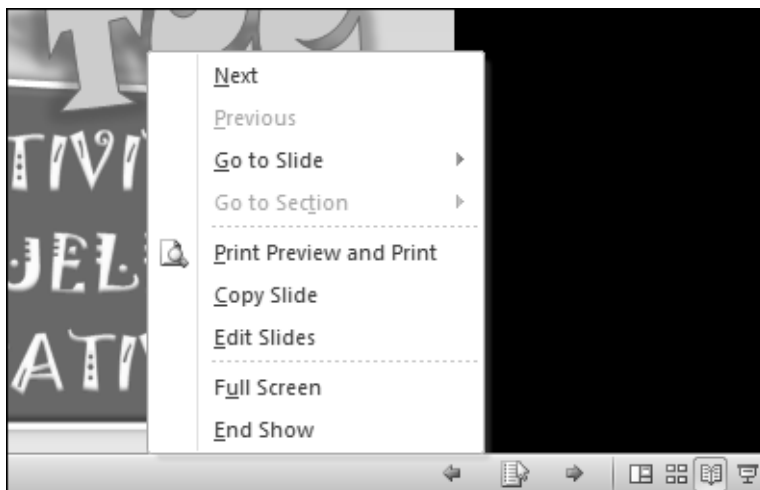 Next
Previous
Go to Slide
Go to Section
Print Preview and Print
Copy Slide
Edit Slides
Full Screen
End Show